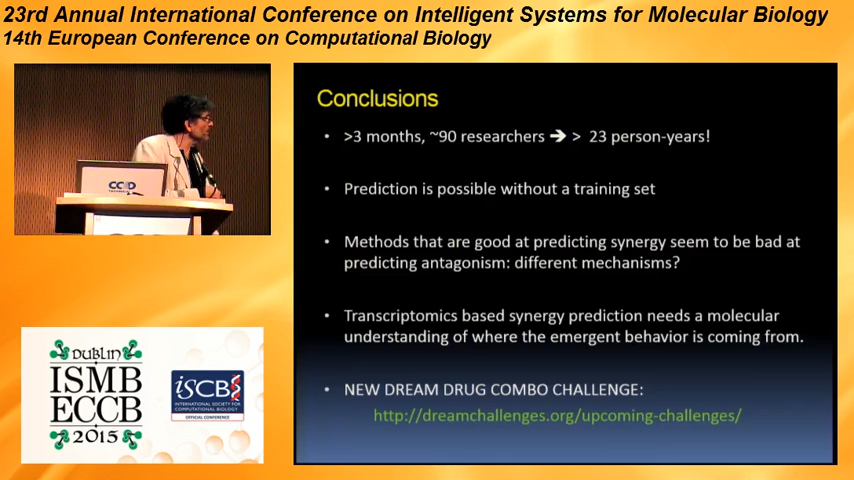 23rd Annual International Conference on Intelligent Systems for Molecular Biology
14th European Conference on Computational Biology
Conclusions
• >3 months, ~90 researchers ➔ > 23 person-years!
• Prediction is possible without a training set
• Methods that are good at predicting synergy seem to be bad at
predicting antagonism: different mechanisms?
• Transcriptomics based synergy prediction needs a molecular
understanding of where the emergent behavior is coming from.
• NEW DREAM DRUG COMBO CHALLENGE:
http://dreamchallenges.org/upcoming-challenges/
DUBLIN
ISMB
ECCB
2015
ISCB
INTERNATIONAL SOCIETY FOR
COMPUTATIONAL BIOLOGY
OFFICIAL CONFERENCE